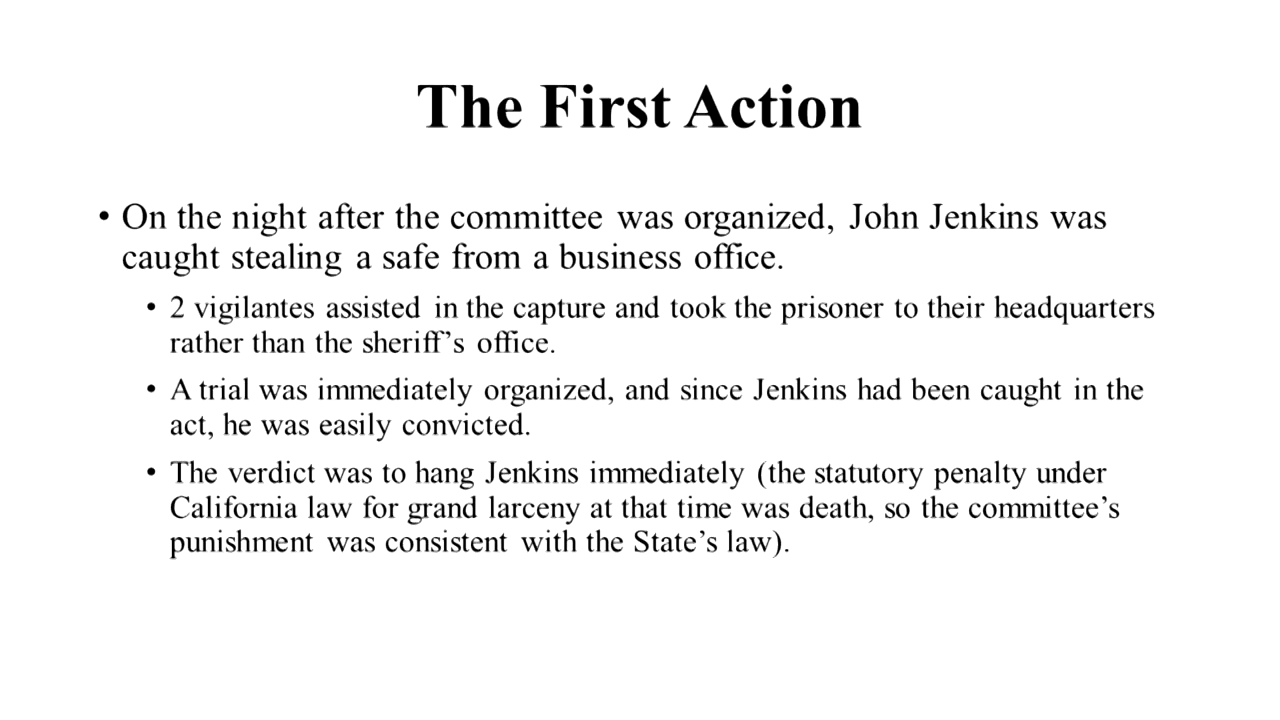 The First Action
• On the night after the committee was organized, John Jenkins was
caught stealing a safe from a business office.
• 2 vigilantes assisted in the capture and took the prisoner to their headquarters
rather than the sheriff’s office.
• A trial was immediately organized, and since Jenkins had been caught in the
act, he was easily convicted.
• The verdict was to hang Jenkins immediately (the statutory penalty under
California law for grand larceny at that time was death, so the committee’s
punishment was consistent with the State’s law).